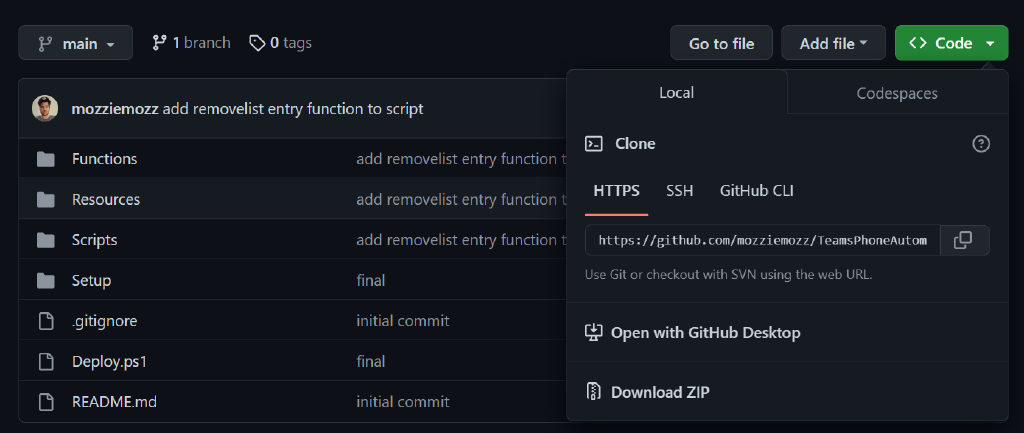 main 1 branch 0 tags Go to file Add file Code
mozziemozz add removelist entry function to script
Functions add removelist entry function t
Resources add removelist entry function t
Scripts add removelist entry function t
Setup final
.gitignore initial commit
Deploy.ps1 final
README.md initial commit
Local Codespaces
Clone
HTTPS SSH GitHub CLI
https://github.com/mozziemozz/TeamsPhoneAutom
Use Git or checkout with SVN using the web URL.
Open with GitHub Desktop
Download ZIP